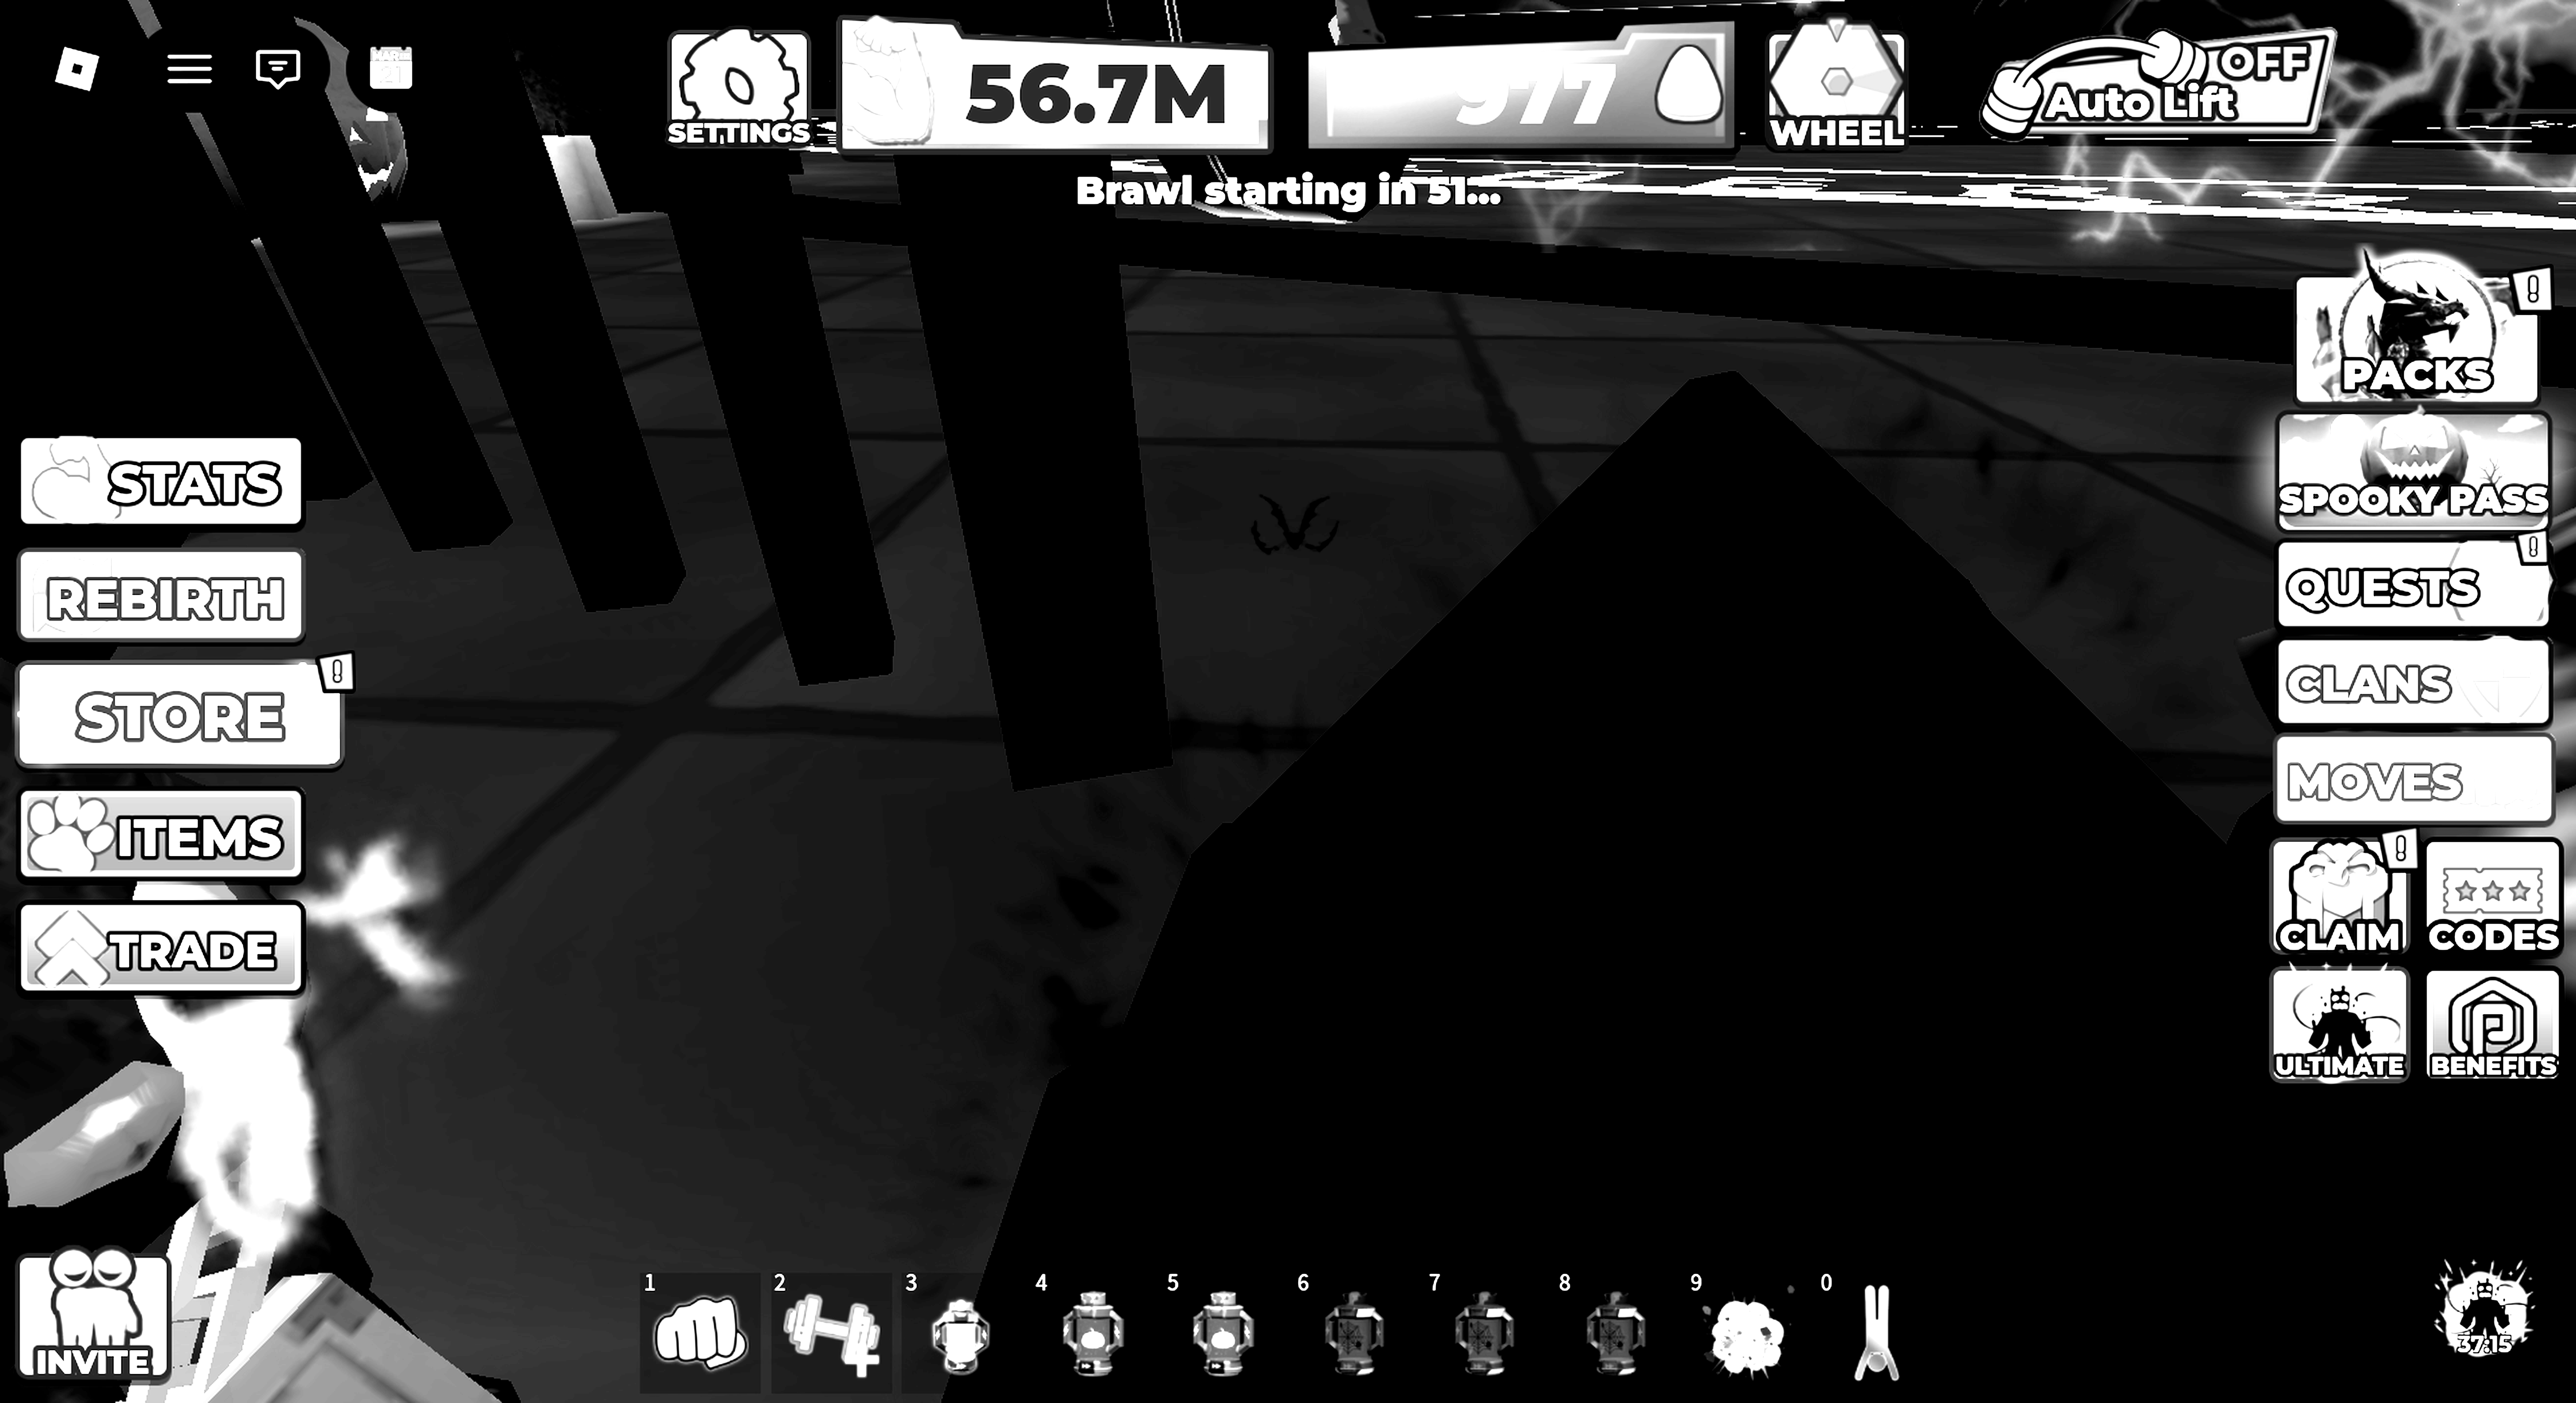 SETTINGS
56.7M
977
WHEEL
OFF
Auto Lift
Brawl starting in 51...
PACKS
STATS
SPOOKY PASS
REBIRTH
QUESTS
STORE
CLANS
MOVES
ITEMS
CLAIM
CODES
TRADE
ULTIMATE
BENEFITS
INVITE
1 2 3 4 5 6 7 8 9 0
37:15